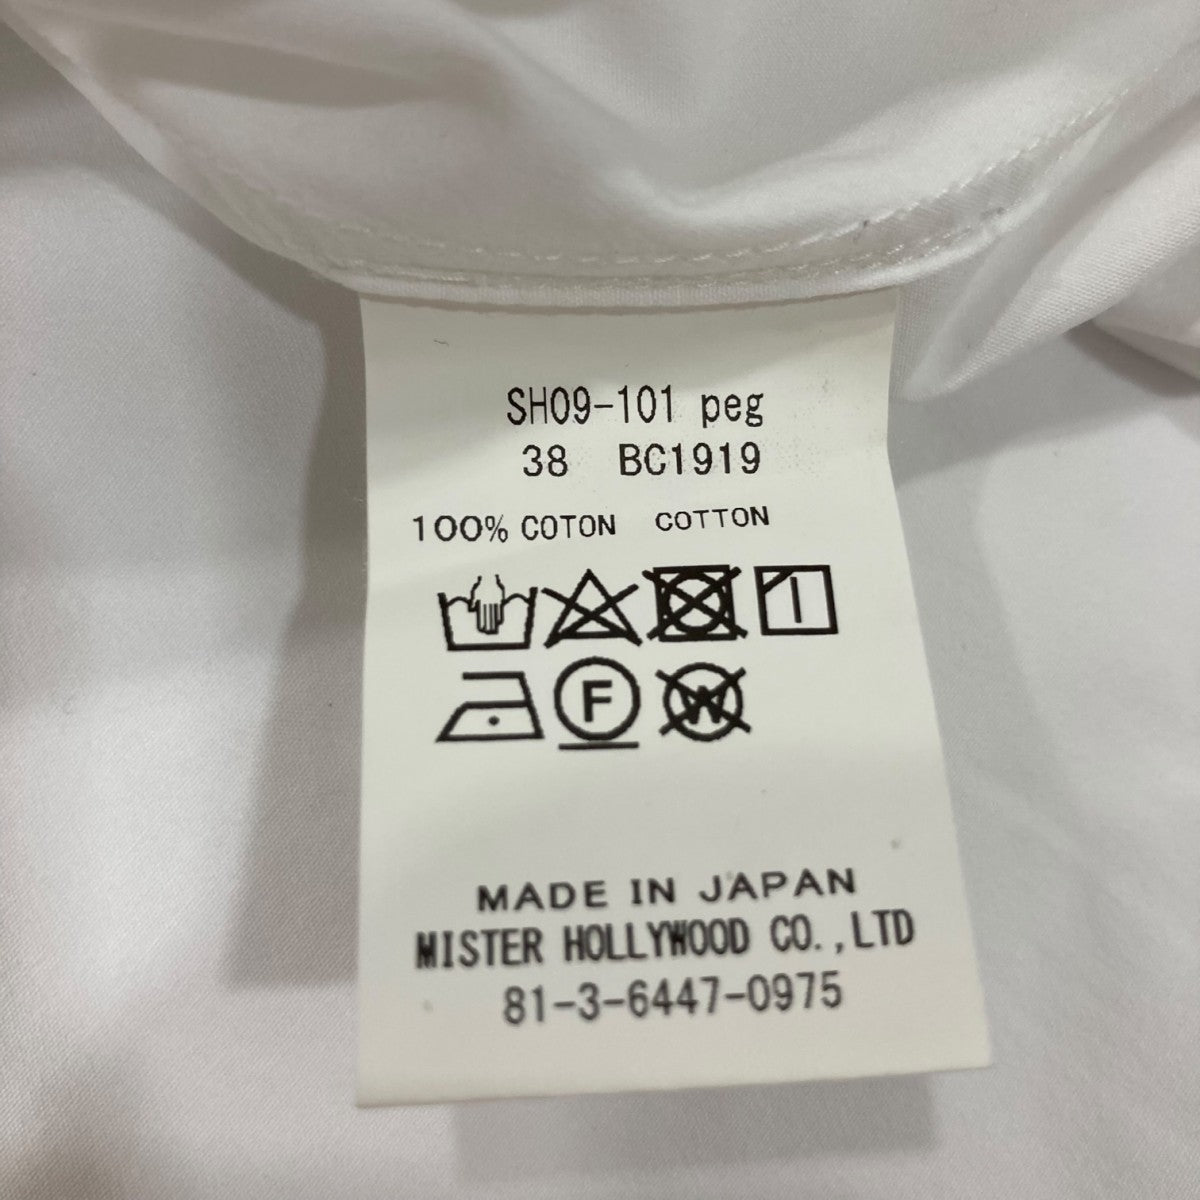 SH09-101 peg
38 BC1919
100% COTON COTTON
F W
MADE IN JAPAN
MISTER HOLLYWOOD CO.,LTD
81-3-6447-0975